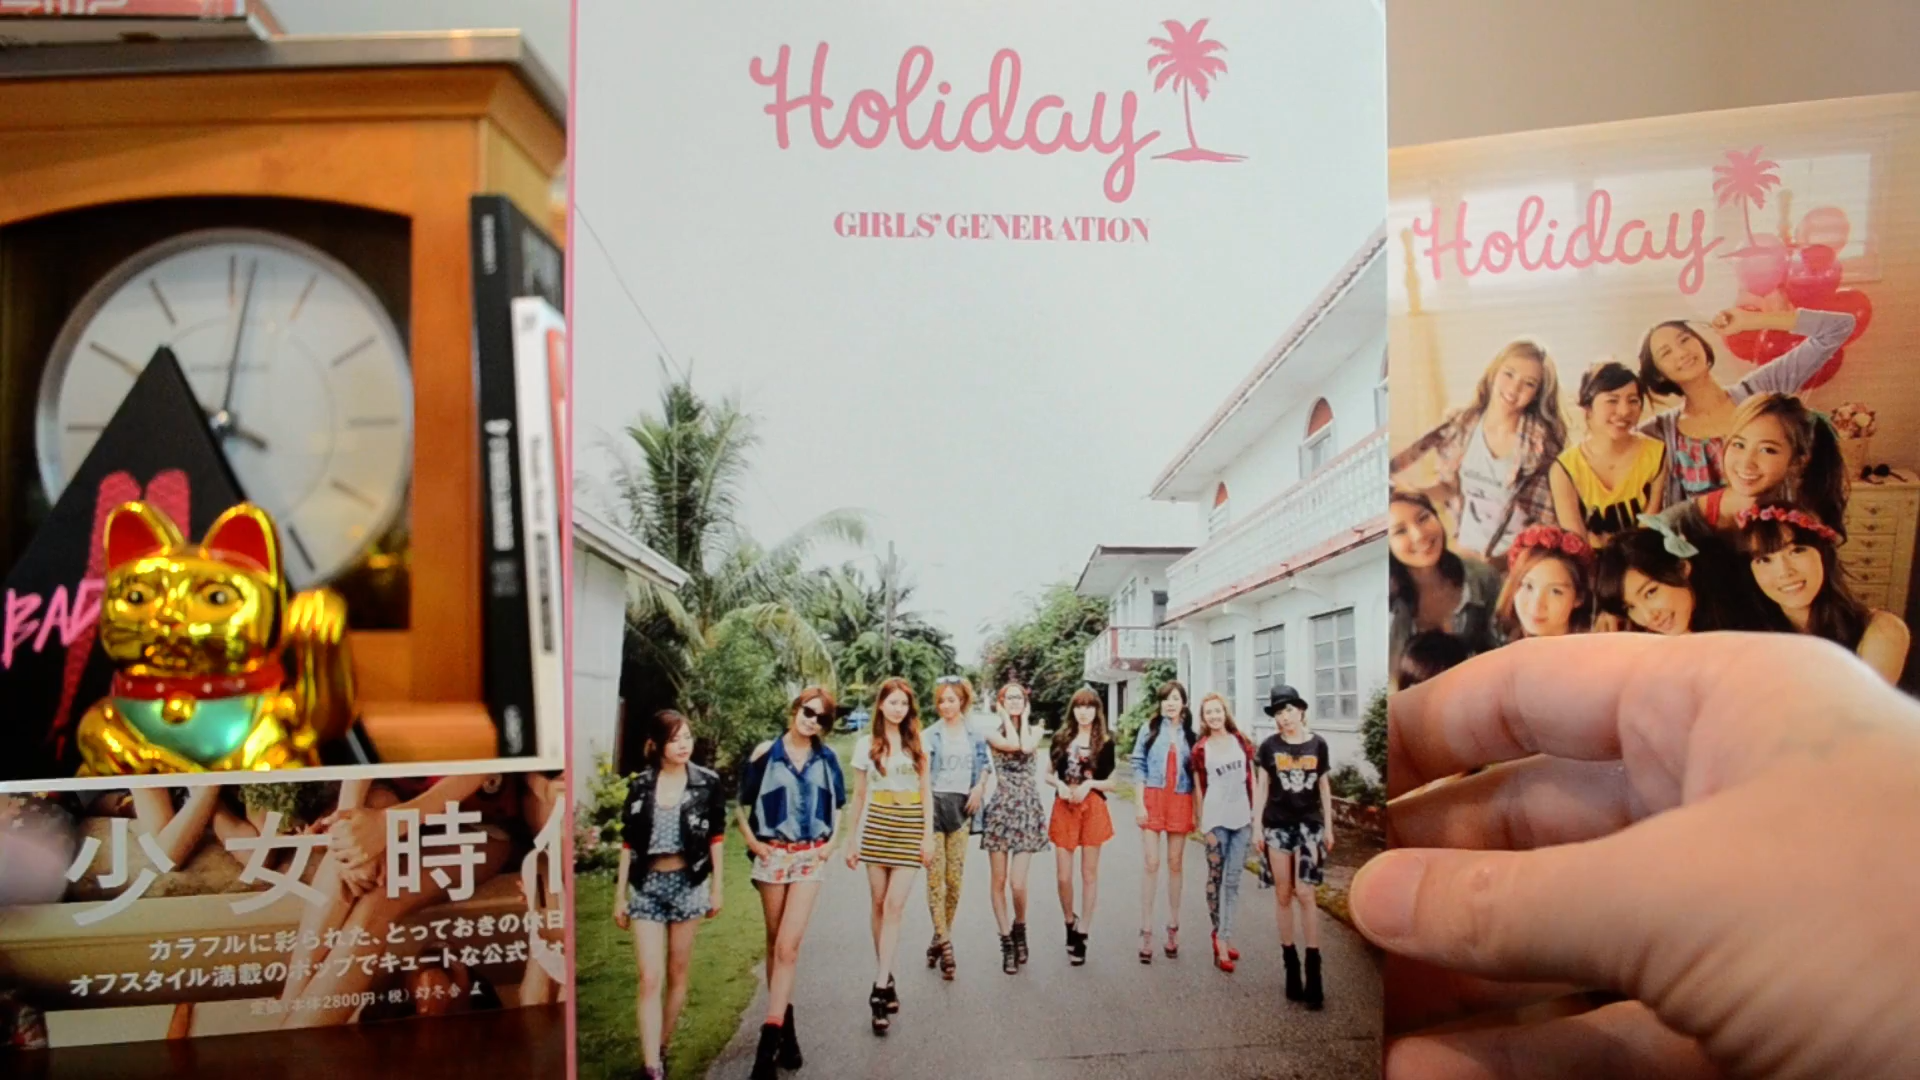 Holiday
GIRLS' GENERATION
Holiday
BAD
少女時
カラフルに彩られた、とっておきの休日
オフスタイル満載のポップでキュートな公式フォ
定価(本体2800円+税) 幻冬舎